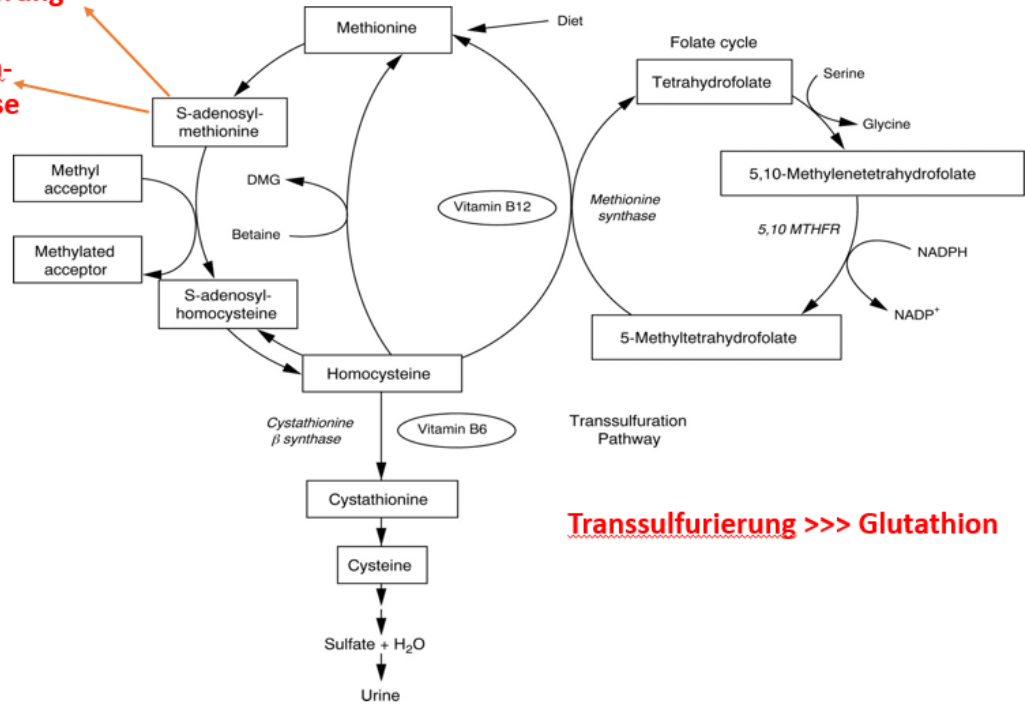 Methionine
Diet
Folate cycle
Tetrahydrofolate
Serine
Glycine
S-adenosyl-
methionine
Methyl
acceptor
DMG
Betaine
Vitamin B12
Methionine
synthase
5,10-Methylenetetrahydrofolate
5,10 MTHFR
NADPH
NADP⁺
Methylated
acceptor
S-adenosyl-
homocysteine
5-Methyltetrahydrofolate
Homocysteine
Cystathionine
β synthase
Vitamin B6
Transsulfuration
Pathway
Cystathionine
Transsulfurierung >>> Glutathion
Cysteine
Sulfate + H₂O
Urine